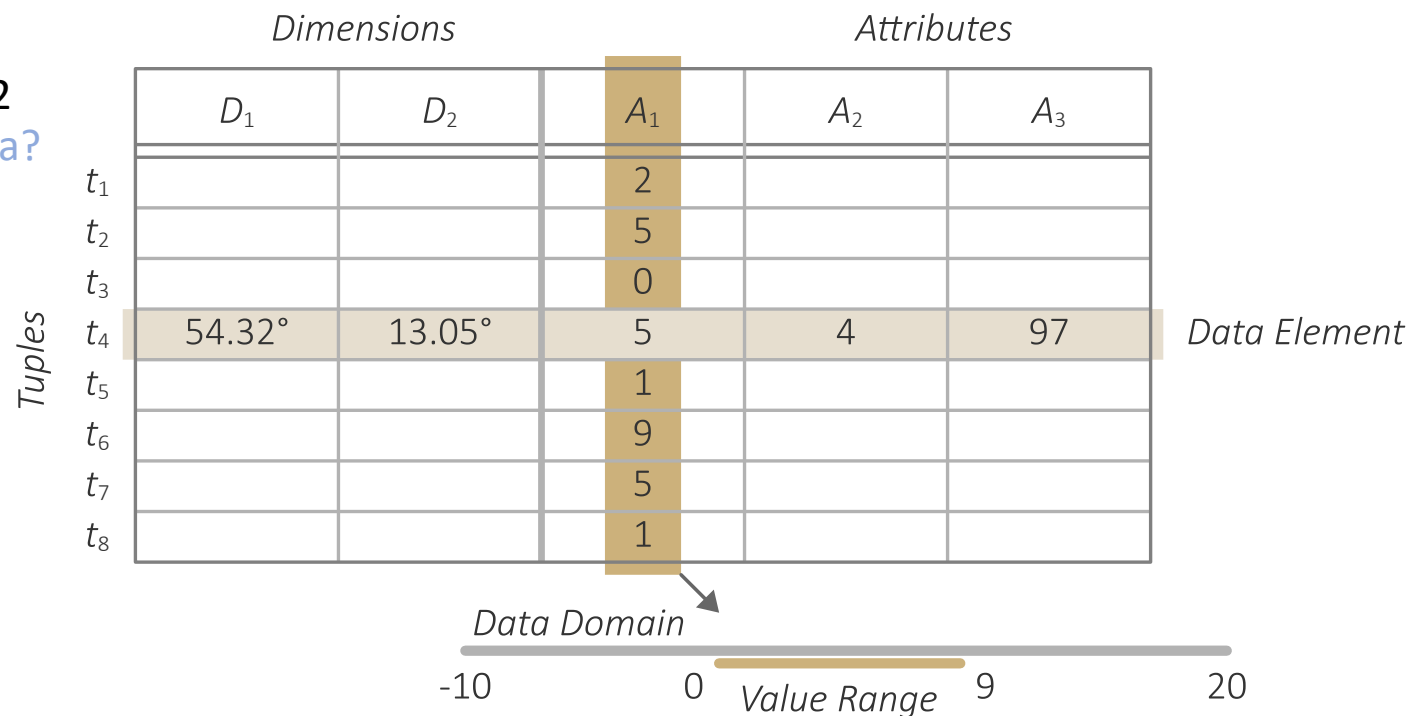 Dimensions Attributes
2
a?
D₁ D₂ A₁ A₂ A₃
t₁ 2
t₂ 5
t₃ 0
t₄ 54.32° 13.05° 5 4 97 Data Element
t₅ 1
t₆ 9
t₇ 5
t₈ 1
Tuples
Data Domain
-10 0 Value Range 9 20